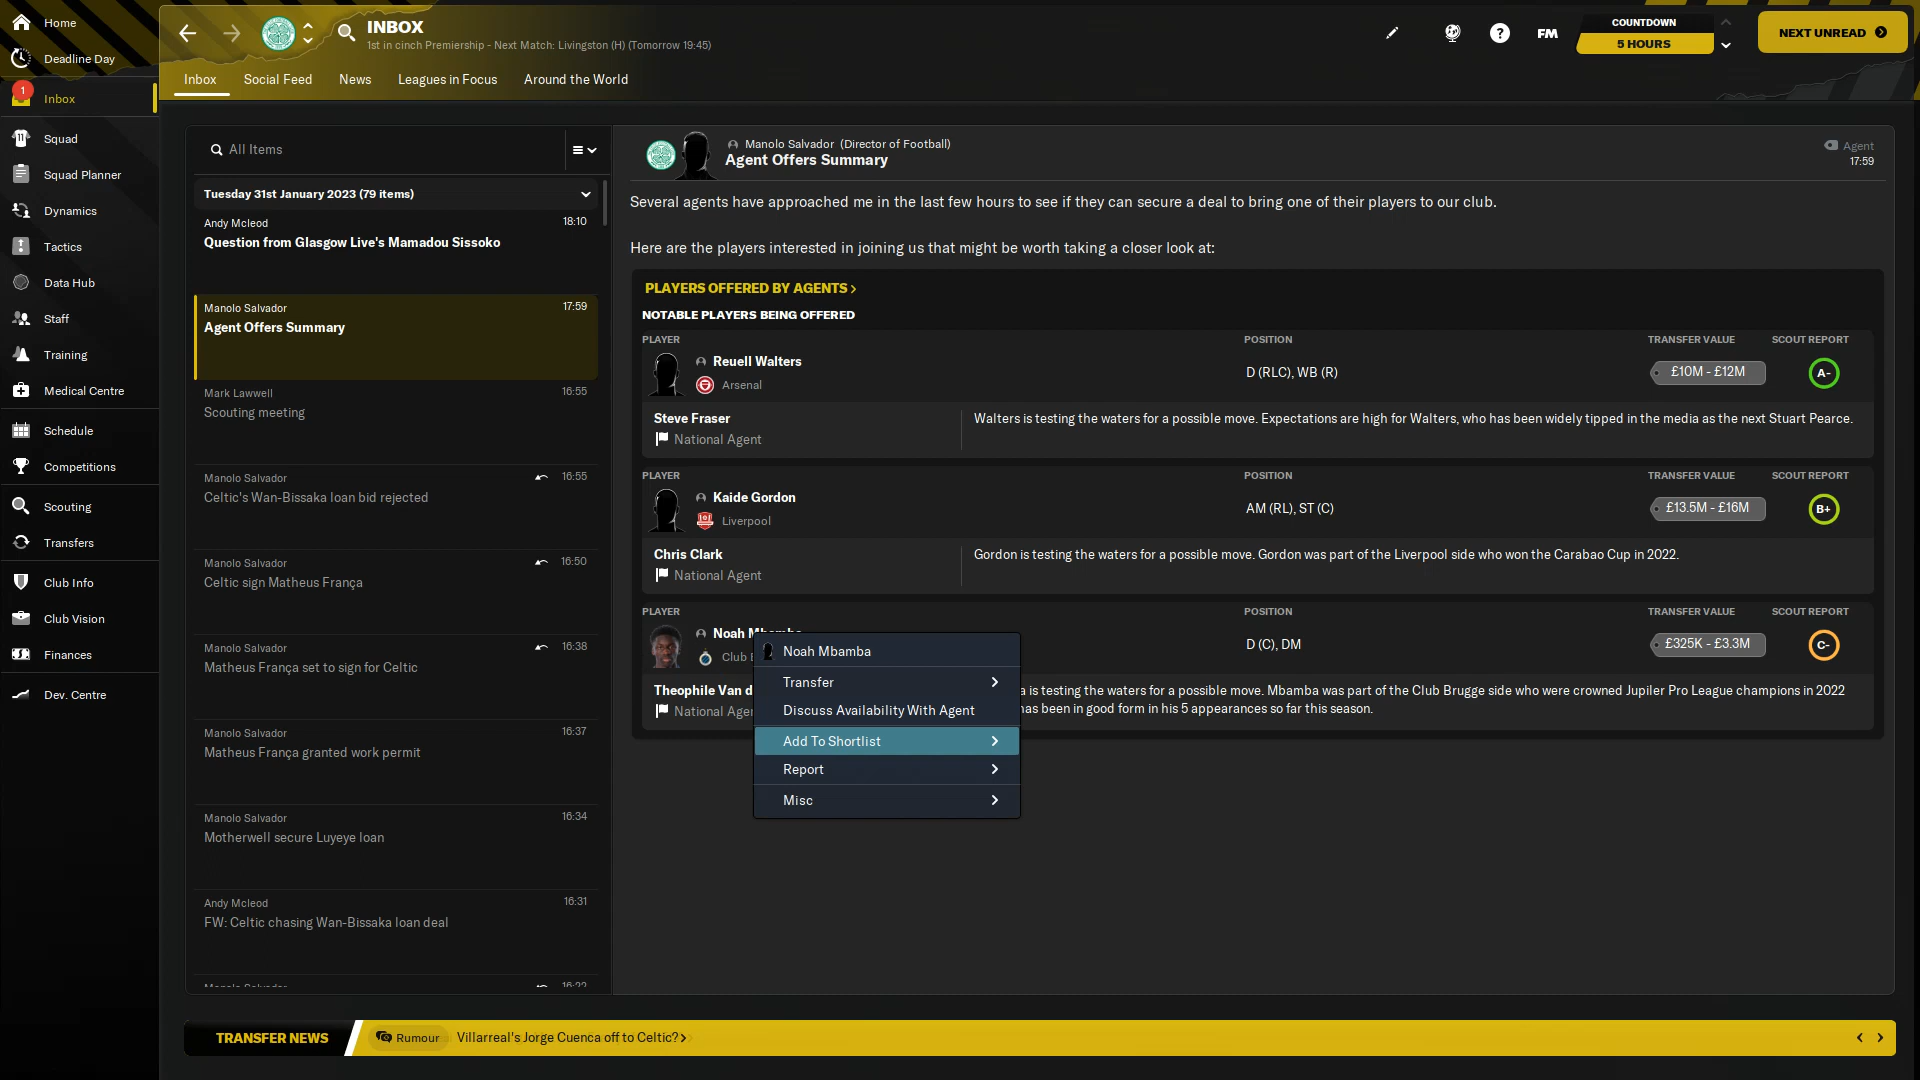 Home
Deadline Day
1
Inbox
Squad
Squad Planner
Dynamics
Tactics
Data Hub
Staff
Training
Medical Centre
Schedule
Competitions
Scouting
Transfers
Club Info
Club Vision
Finances
Dev. Centre
INBOX
1st in cinch Premiership - Next Match: Livingston (H) (Tomorrow 19:45)
FM
COUNTDOWN
5 HOURS
NEXT UNREAD
Inbox
Social Feed
News
Leagues in Focus
Around the World
All Items
Tuesday 31st January 2023 (79 items)
Andy Mcleod 18:10
Question from Glasgow Live's Mamadou Sissoko
Manolo Salvador 17:59
Agent Offers Summary
Mark Lawwell 16:55
Scouting meeting
Manolo Salvador 16:55
Celtic's Wan-Bissaka loan bid rejected
Manolo Salvador 16:50
Celtic sign Matheus França
Manolo Salvador 16:38
Matheus França set to sign for Celtic
Manolo Salvador 16:37
Matheus França granted work permit
Manolo Salvador 16:34
Motherwell secure Luyeye loan
Andy Mcleod 16:31
FW: Celtic chasing Wan-Bissaka loan deal
Manolo Salvador 16:22
Manolo Salvador (Director of Football)
Agent Offers Summary
Agent
17:59
Several agents have approached me in the last few hours to see if they can secure a deal to bring one of their players to our club.
Here are the players interested in joining us that might be worth taking a closer look at:
PLAYERS OFFERED BY AGENTS >
NOTABLE PLAYERS BEING OFFERED
PLAYER POSITION TRANSFER VALUE SCOUT REPORT
Reuell Walters
Arsenal
D (RLC), WB (R)
£10M - £12M
A-
Steve Fraser
National Agent
Walters is testing the waters for a possible move. Expectations are high for Walters, who has been widely tipped in the media as the next Stuart Pearce.
PLAYER POSITION TRANSFER VALUE SCOUT REPORT
Kaide Gordon
Liverpool
AM (RL), ST (C)
£13.5M - £16M
B+
Chris Clark
National Agent
Gordon is testing the waters for a possible move. Gordon was part of the Liverpool side who won the Carabao Cup in 2022.
PLAYER POSITION TRANSFER VALUE SCOUT REPORT
Noah Mbamba
Club
D (C), DM
£325K - £3.3M
C-
Theophile Van d
National Agen
a is testing the waters for a possible move. Mbamba was part of the Club Brugge side who were crowned Jupiler Pro League champions in 2022
has been in good form in his 5 appearances so far this season.
Noah Mbamba
Transfer
Discuss Availability With Agent
Add To Shortlist
Report
Misc
TRANSFER NEWS
Rumour
Villarreal's Jorge Cuenca off to Celtic? >